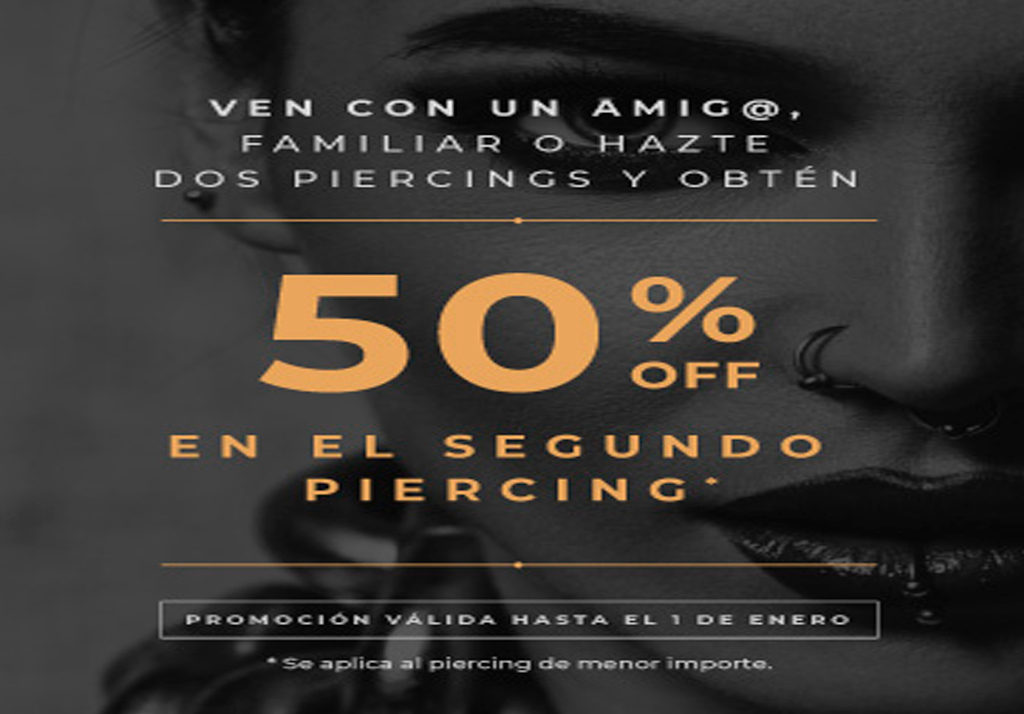 VEN CON UN AMIG@,
FAMILIAR O HAZTE
DOS PIERCINGS Y OBTÉN
50%
OFF
EN EL SEGUNDO
PIERCING*
PROMOCIÓN VÁLIDA HASTA EL 1 DE ENERO
* Se aplica al piercing de menor importe.